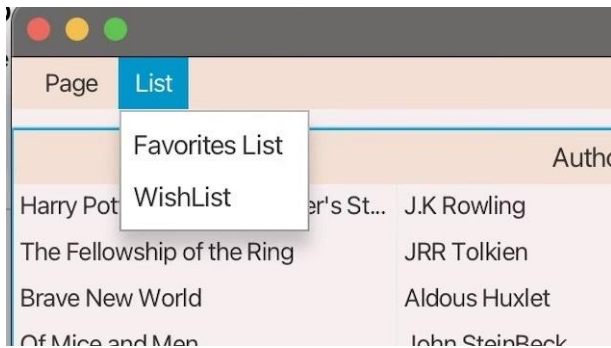 Page List
Favorites List
WishList
Autho
Harry Pot er's St... J.K Rowling
The Fellowship of the Ring JRR Tolkien
Brave New World Aldous Huxlet
Of Mice and Men John SteinBeck